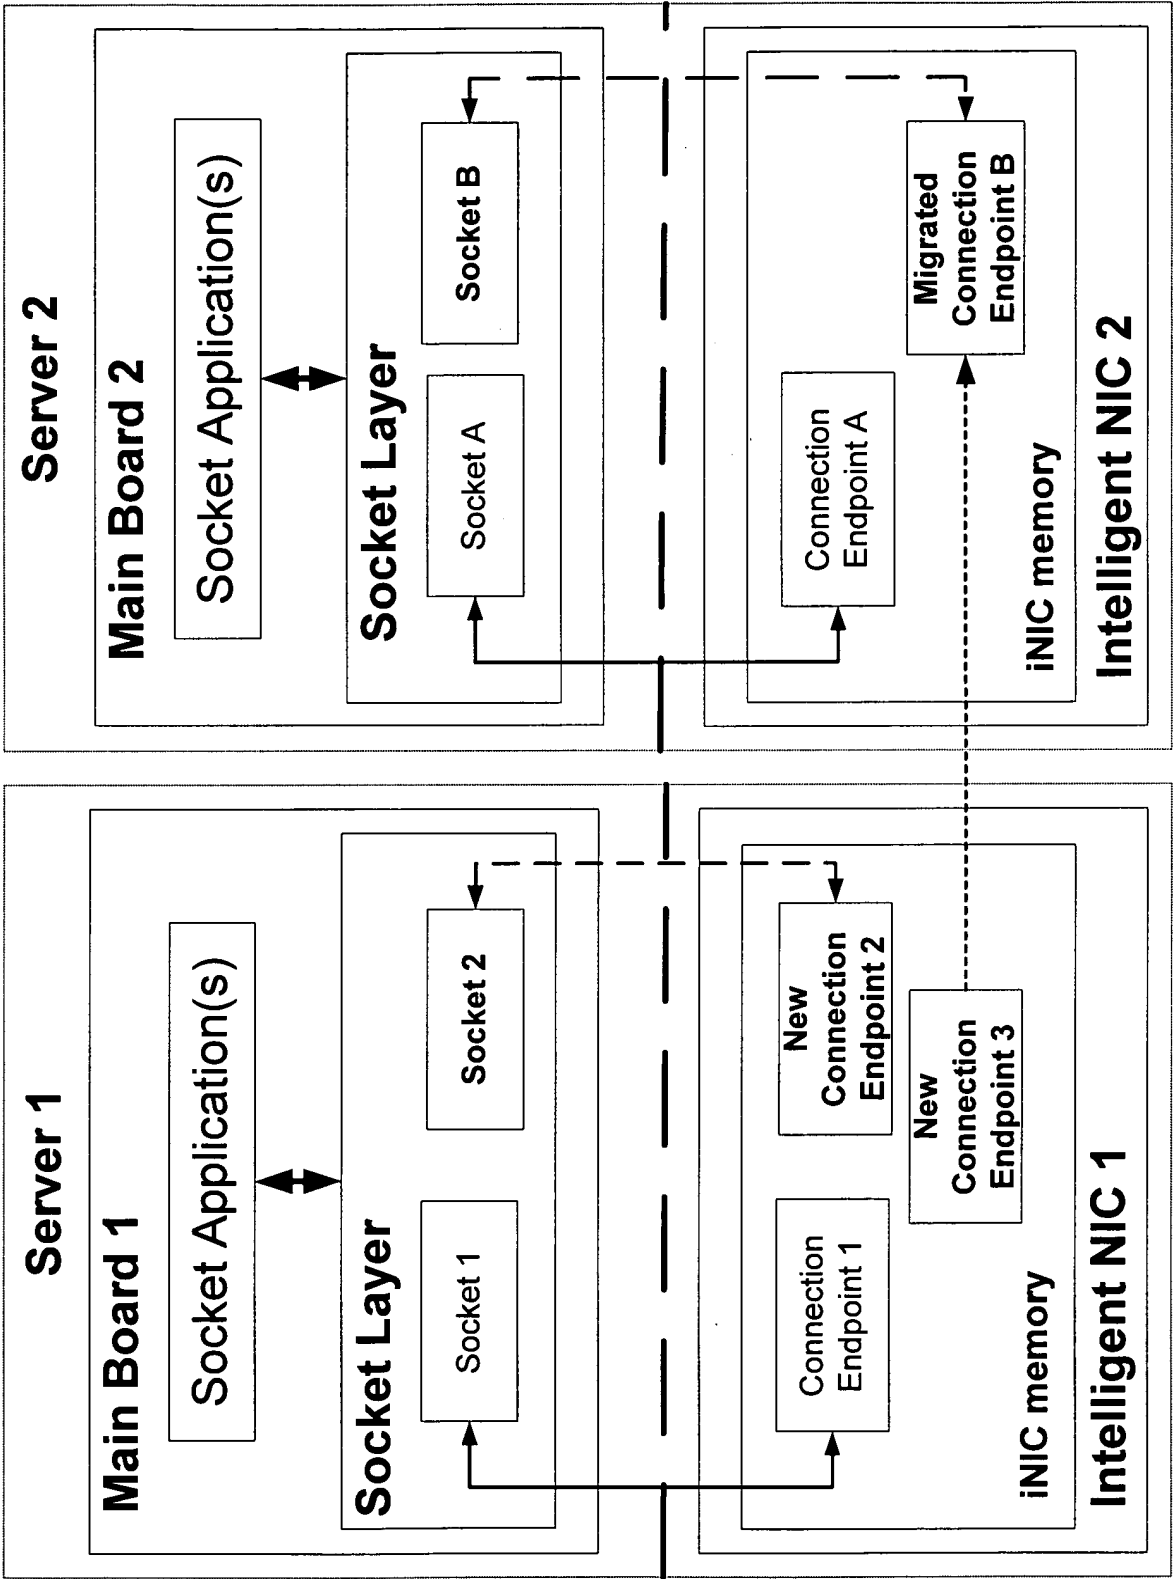 Server 1
Main Board 1
Socket Application(s)
Socket Layer
Socket 1
Socket 2
Connection
Endpoint 1
New
Connection
Endpoint 2
New
Connection
Endpoint 3
iNIC memory
Intelligent NIC 1
Server 2
Main Board 2
Socket Application(s)
Socket Layer
Socket A
Socket B
Connection
Endpoint A
Migrated
Connection
Endpoint B
iNIC memory
Intelligent NIC 2